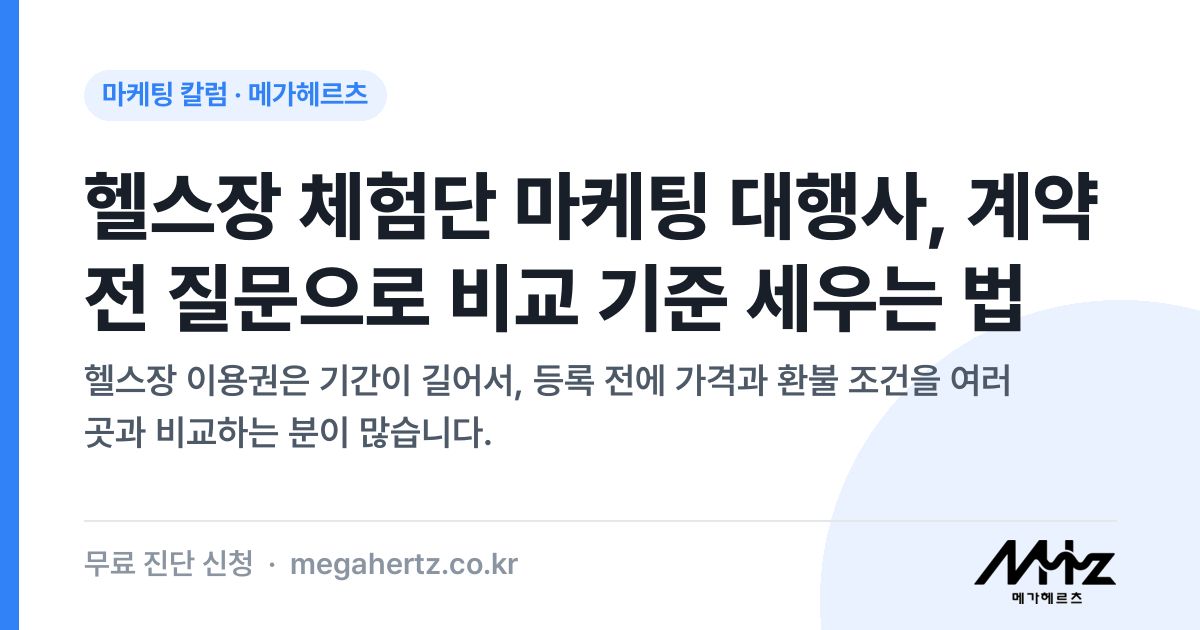 마케팅 칼럼 · 메가헤르츠
헬스장 체험단 마케팅 대행사, 계약
전 질문으로 비교 기준 세우는 법
헬스장 이용권은 기간이 길어서, 등록 전에 가격과 환불 조건을 여러
곳과 비교하는 분이 많습니다.
무료 진단 신청 · megahertz.co.kr
MHz
메가헤르츠